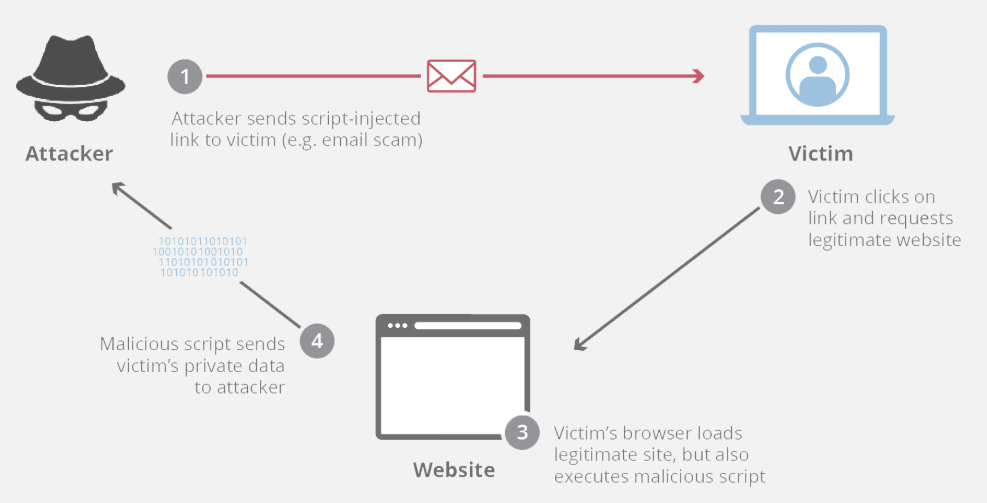 1
Attacker sends script-injected
link to victim (e.g. email scam)
Attacker
Victim
2
Victim clicks on
link and requests
legitimate website
10101011010101
10010101001010
11010101010101
101010101010
4
Malicious script sends
victim's private data
to attacker
3
Victim's browser loads
legitimate site, but also
executes malicious script
Website